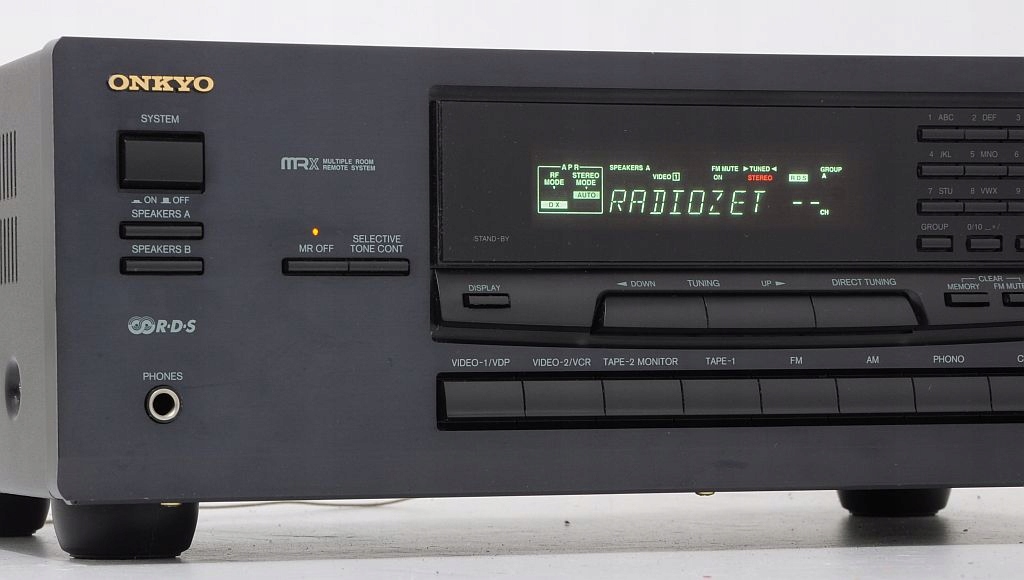 ONKYO
SYSTEM
ON OFF
SPEAKERS A
SPEAKERS B
MRX MULTIPLE ROOM
REMOTE SYSTEM
MR OFF
SELECTIVE
TONE CONT
R·D·S
PHONES
STAND-BY
APR
RF
MODE
STEREO
MODE
DX
AUTO
SPEAKERS A
VIDEO 1
FM MUTE
ON
TUNED
STEREO
RDS
GROUP
A
RADIOZET --
CH
1 ABC 2 DEF 3
4 JKL 5 MNO 6
7 STU 8 VWX 9
GROUP 0/10 +/
DISPLAY
DOWN TUNING UP
DIRECT TUNING
CLEAR
MEMORY FM MUTE
VIDEO-1/VDP VIDEO-2/VCR TAPE-2 MONITOR TAPE-1 FM AM PHONO C